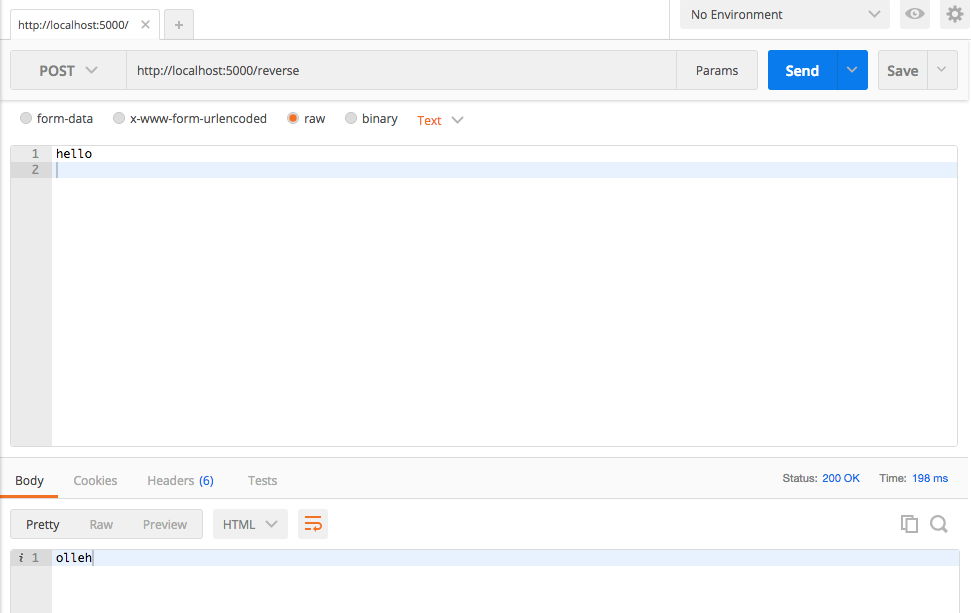 http://localhost:5000/ ✕ + No Environment
POST http://localhost:5000/reverse Params Send Save
form-data x-www-form-urlencoded raw binary Text
1 hello
2
Body Cookies Headers (6) Tests Status: 200 OK Time: 198 ms
Pretty Raw Preview HTML
i 1 olleh